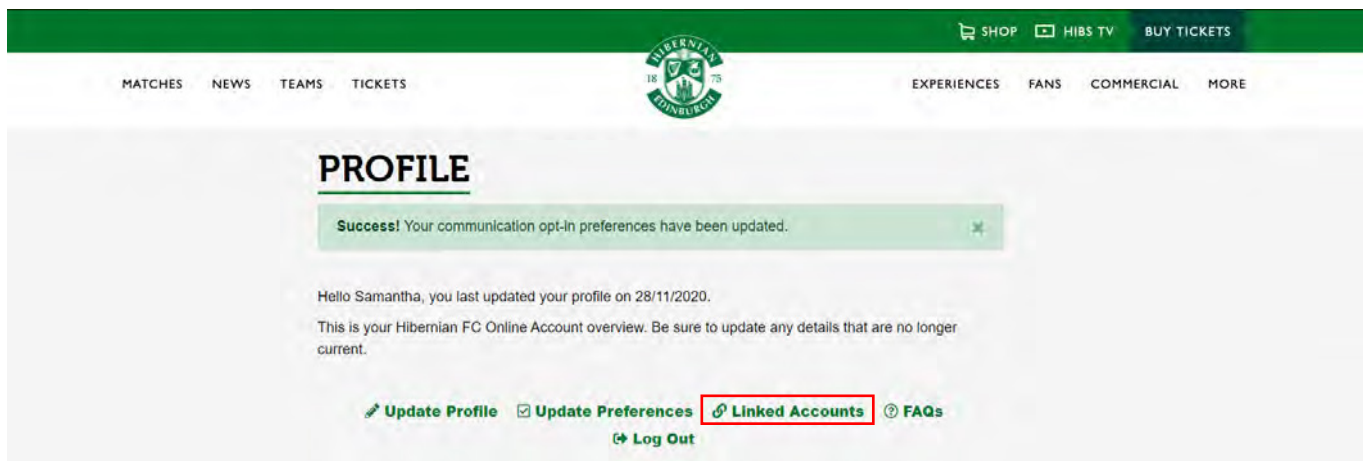 SHOP HIBS TV BUY TICKETS
HIBERNIAN
18 75
EDINBURGH
MATCHES NEWS TEAMS TICKETS
EXPERIENCES FANS COMMERCIAL MORE
PROFILE
Success! Your communication opt-in preferences have been updated.
Hello Samantha, you last updated your profile on 28/11/2020.
This is your Hibernian FC Online Account overview. Be sure to update any details that are no longer
current.
Update Profile Update Preferences Linked Accounts FAQs
Log Out